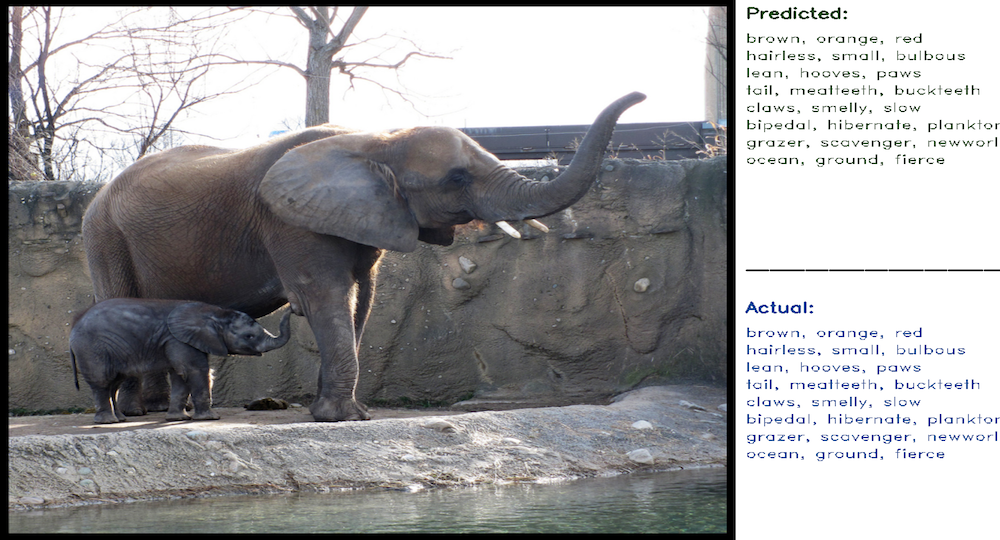 Predicted:
brown, orange, red
hairless, small, bulbous
lean, hooves, paws
tail, meatteeth, buckteeth
claws, smelly, slow
bipedal, hibernate, plankton
grazer, scavenger, newworl
ocean, ground, fierce
Actual:
brown, orange, red
hairless, small, bulbous
lean, hooves, paws
tail, meatteeth, buckteeth
claws, smelly, slow
bipedal, hibernate, plankton
grazer, scavenger, newworl
ocean, ground, fierce